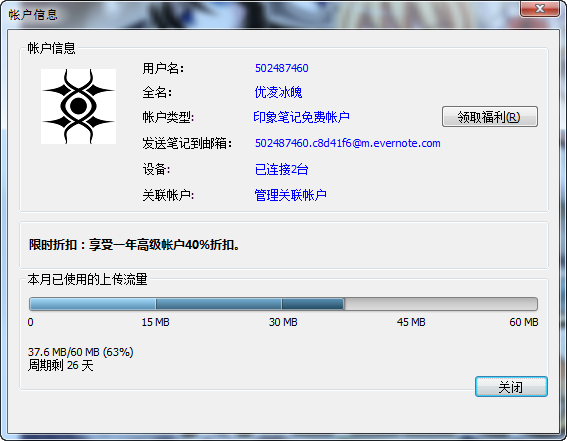 帐户信息
帐户信息
用户名: 502487460
全名: 优凌冰魄
帐户类型: 印象笔记免费帐户 领取福利(R)
发送笔记到邮箱: 502487460.c8d41f6@m.evernote.com
设备: 已连接2台
关联帐户: 管理关联帐户
限时折扣：享受一年高级帐户40%折扣。
本月已使用的上传流量
0 15 MB 30 MB 45 MB 60 MB
37.6 MB/60 MB (63%)
周期剩 26 天
关闭